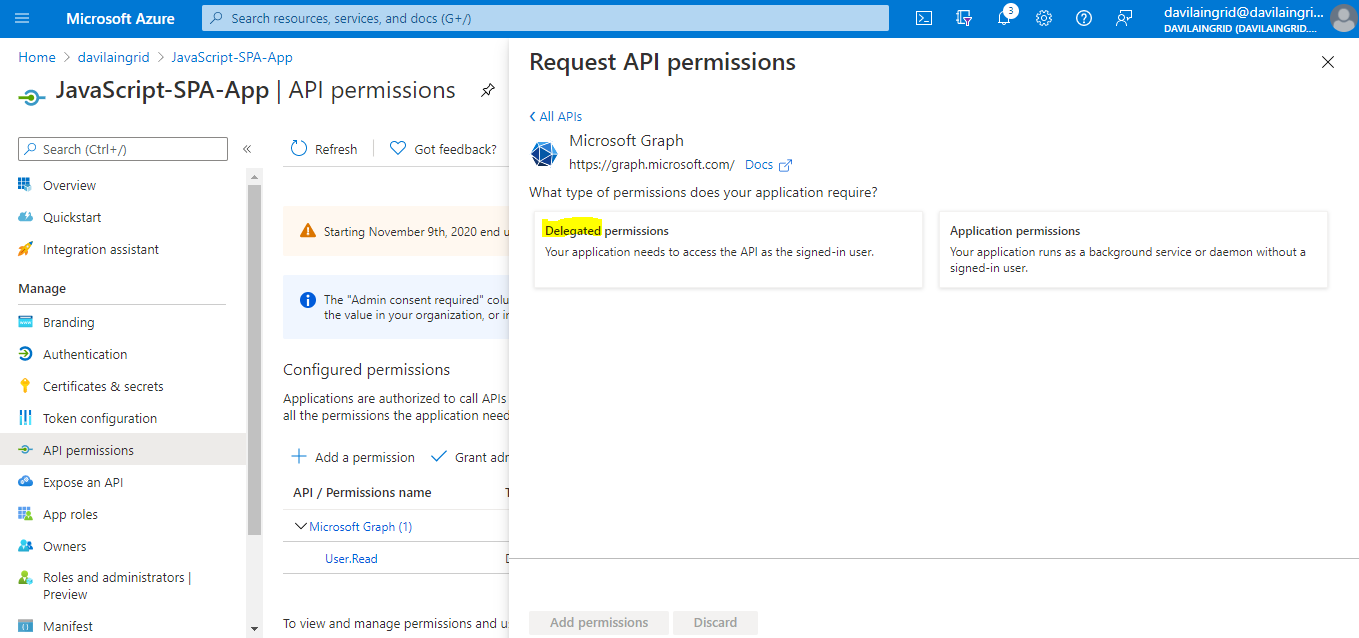 Microsoft Azure
Search resources, services, and docs (G+/)
3
davilaingrid@davilaingri...
DAVILAINGRID (DAVILAINGRID....
Home > davilaingrid > JavaScript-SPA-App
JavaScript-SPA-App | API permissions
Search (Ctrl+/)
«
Overview
Quickstart
Integration assistant
Manage
Branding
Authentication
Certificates & secrets
Token configuration
API permissions
Expose an API
App roles
Owners
Roles and administrators |
Preview
Manifest
Refresh
Got feedback?
Starting November 9th, 2020 end u
The "Admin consent required" colu
the value in your organization, or in
Configured permissions
Applications are authorized to call APIs
all the permissions the application need
Add a permission
Grant adr
API / Permissions name
Microsoft Graph (1)
User.Read
To view and manage permissions and u
Request API permissions
All APIs
Microsoft Graph
https://graph.microsoft.com/ Docs
What type of permissions does your application require?
Delegated permissions
Your application needs to access the API as the signed-in user.
Application permissions
Your application runs as a background service or daemon without a
signed-in user.
Add permissions
Discard